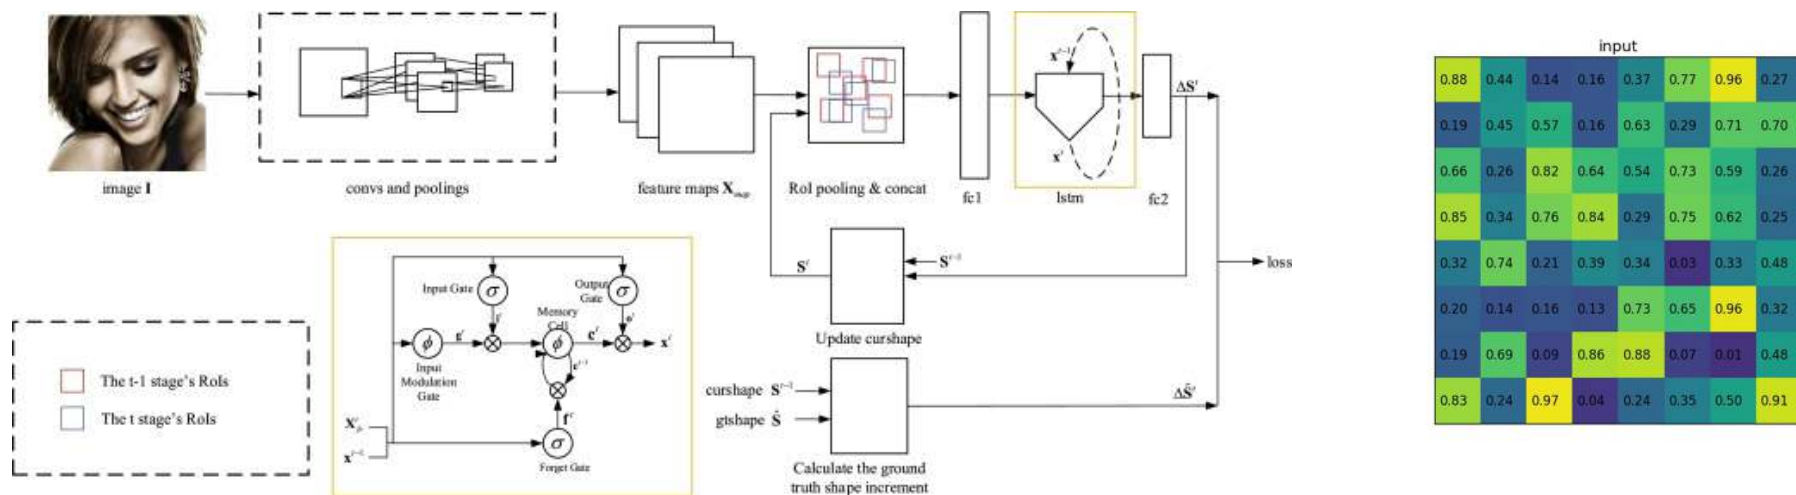 image I
convs and poolings
feature maps X_map
RoI pooling & concat
fc1
x^{t-1}
x^t
lstm
fc2
ΔS^t
S^t
S^{t-1}
loss
Update curshape
curshape S^{t-1}
gtshape Ŝ
ΔŜ^t
Calculate the ground
truth shape increment
The t-1 stage's RoIs
The t stage's RoIs
Input Gate
σ
i^t
Output
Gate
σ
o^t
Memory
Cell
ϕ
g^t
ϕ
c^t
x^t
c^{t-1}
Input
Modulation
Gate
f^t
σ
Forget Gate
x^{t-1}
input
0.88 0.44 0.14 0.16 0.37 0.77 0.96 0.27
0.19 0.45 0.57 0.16 0.63 0.29 0.71 0.70
0.66 0.26 0.82 0.64 0.54 0.73 0.59 0.26
0.85 0.34 0.76 0.84 0.29 0.75 0.62 0.25
0.32 0.74 0.21 0.39 0.34 0.03 0.33 0.48
0.20 0.14 0.16 0.13 0.73 0.65 0.96 0.32
0.19 0.69 0.09 0.86 0.88 0.07 0.01 0.48
0.83 0.24 0.97 0.04 0.24 0.35 0.50 0.91